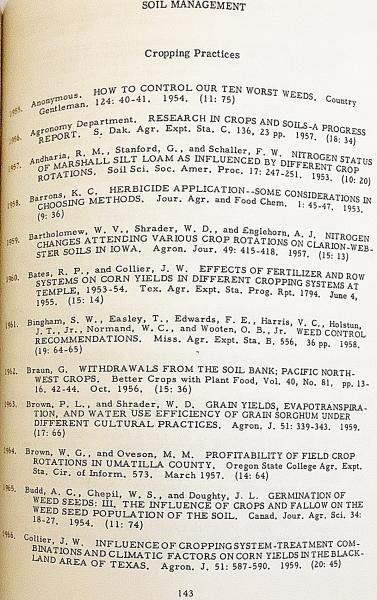 SOIL MANAGEMENT
Cropping Practices
1955. Anonymous. HOW TO CONTROL OUR TEN WORST WEEDS. Country
Gentleman. 124: 40-41. 1954. (11: 75)
1956. Agronomy Department. RESEARCH IN CROPS AND SOILS-A PROGRESS
REPORT. S. Dak. Agr. Expt. Sta. C. 136, 23 pp. 1957. (18: 34)
1957. Andharia, R. M., Stanford, G., and Schaller, F. W. NITROGEN STATUS
OF MARSHALL SILT LOAM AS INFLUENCED BY DIFFERENT CROP
ROTATIONS. Soil Sci. Soc. Amer. Proc. 17: 247-251. 1953. (10: 20)
1958. Barrons, K. C. HERBICIDE APPLICATION--SOME CONSIDERATIONS IN
CHOOSING METHODS. Jour. Agr. and Food Chem. 1: 45-47. 1953.
(9: 36)
1959. Bartholomew, W. V., Shrader, W. D., and Englehorn, A. J. NITROGEN
CHANGES ATTENDING VARIOUS CROP ROTATIONS ON CLARION-WEB-
STER SOILS IN IOWA. Agron. Jour. 49: 415-418. 1957. (15: 13)
1960. Bates, R. P., and Collier, J. W. EFFECTS OF FERTILIZER AND ROW
SYSTEMS ON CORN YIELDS IN DIFFERENT CROPPING SYSTEMS AT
TEMPLE, 1953-54. Tex. Agr. Expt. Sta. Prog. Rpt. 1794. June 4,
1955. (15: 14)
1961. Bingham, S. W., Easley, T., Edwards, F. E., Harris, V. C., Holstun,
J. T., Jr., Normand, W. C., and Wooten, O. B., Jr. WEED CONTROL
RECOMMENDATIONS. Miss. Agr. Expt. Sta. B. 556, 36 pp. 1958.
(19: 64-65)
1962. Braun, G. WITHDRAWALS FROM THE SOIL BANK; PACIFIC NORTH-
WEST CROPS. Better Crops with Plant Food, Vol. 40, No. 81, pp. 13-
16, 42-44. Oct. 1956. (15: 36)
1963. Brown, P. L., and Shrader, W. D. GRAIN YIELDS, EVAPOTRANSPIRA-
TION, AND WATER USE EFFICIENCY OF GRAIN SORGHUM UNDER
DIFFERENT CULTURAL PRACTICES. Agron. J. 51: 339-343. 1959.
(17: 66)
1964. Brown, W. G., and Oveson, M. M. PROFITABILITY OF FIELD CROP
ROTATIONS IN UMATILLA COUNTY. Oregon State College Agr. Expt.
Sta. Cir. of Inform. 573. March 1957. (14: 64)
1965. Budd, A. C., Chepil, W. S., and Doughty, J. L. GERMINATION OF
WEED SEEDS: III. THE INFLUENCE OF CROPS AND FALLOW ON THE
WEED SEED POPULATION OF THE SOIL. Canad. Jour. Agr. Sci. 34:
18-27. 1954. (11: 74)
1966. Collier, J. W. INFLUENCE OF CROPPING SYSTEM-TREATMENT COM-
BINATIONS AND CLIMATIC FACTORS ON CORN YIELDS IN THE BLACK-
LAND AREA OF TEXAS. Agron. J. 51: 587-590. 1959. (20: 45)
143